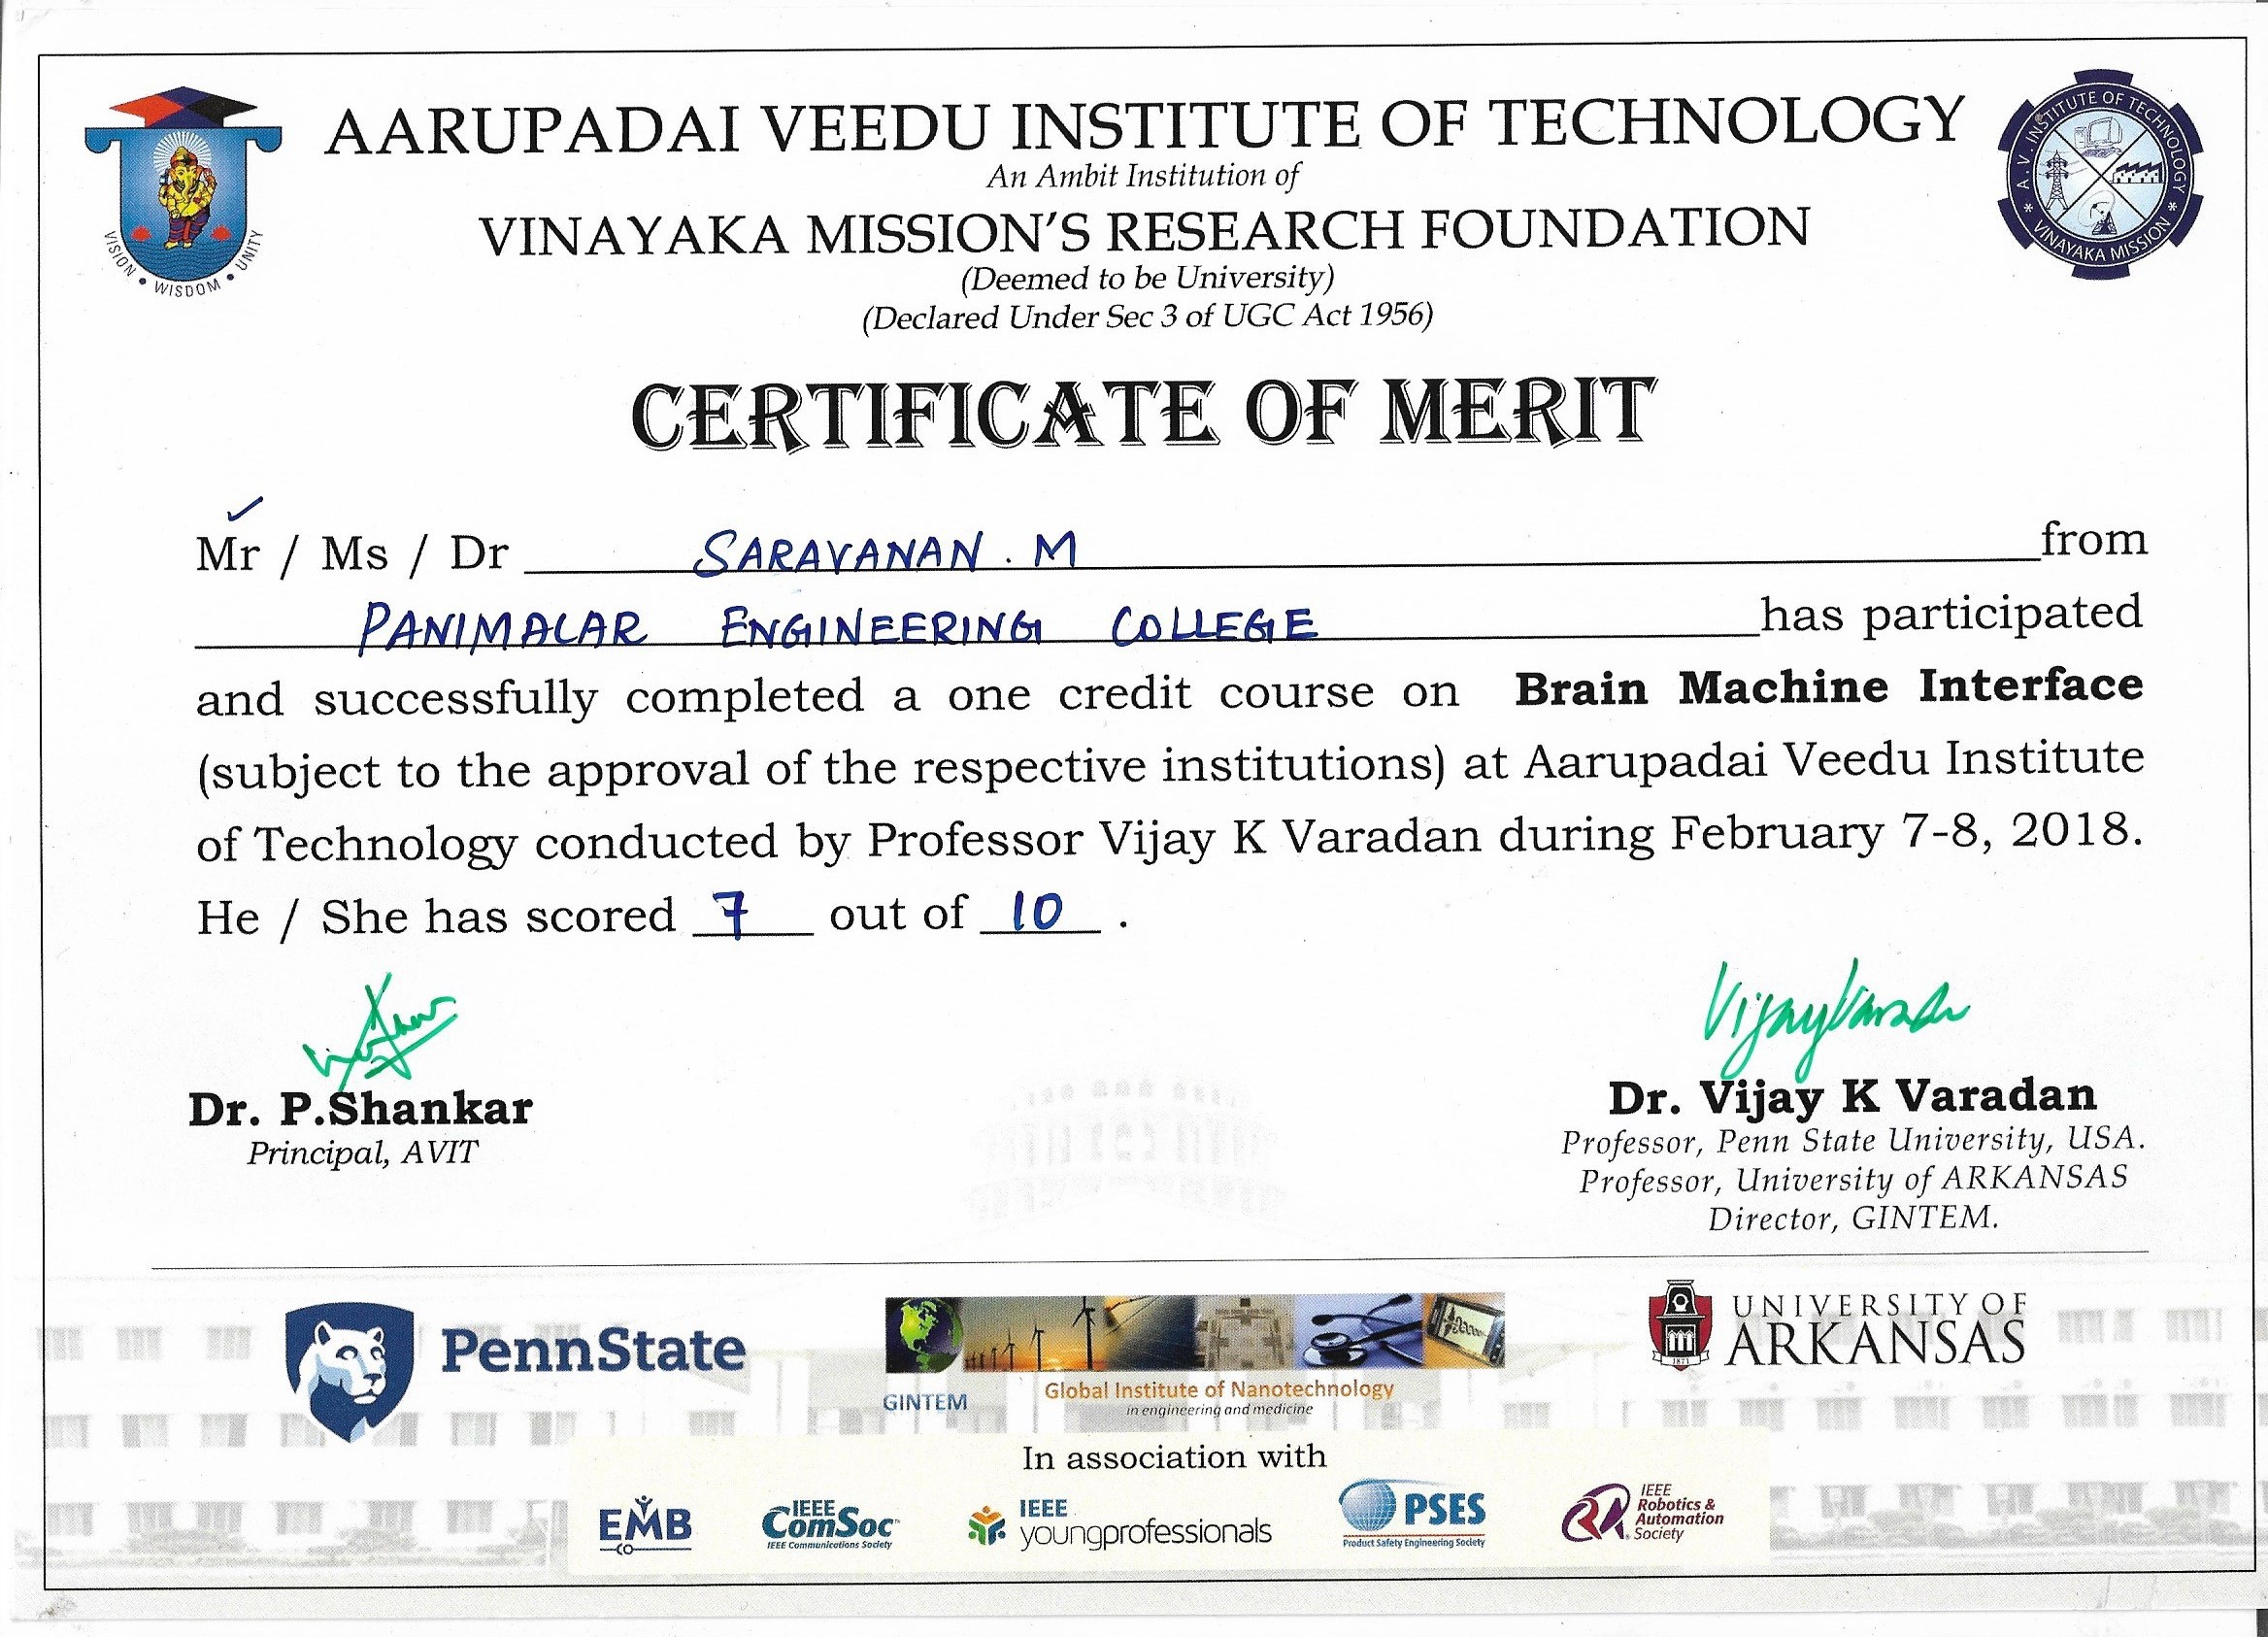 AARUPADAI VEEDU INSTITUTE OF TECHNOLOGY
An Ambit Institution of
VINAYAKA MISSION'S RESEARCH FOUNDATION
(Deemed to be University)
(Declared Under Sec 3 of UGC Act 1956)
VISION • WISDOM • UNITY
A.V. INSTITUTE OF TECHNOLOGY
* VINAYAKA MISSION *
CERTIFICATE OF MERIT
Mr / Ms / Dr SARAVANAN . M from
PANIMALAR ENGINEERING COLLEGE has participated
and successfully completed a one credit course on Brain Machine Interface
(subject to the approval of the respective institutions) at Aarupadai Veedu Institute
of Technology conducted by Professor Vijay K Varadan during February 7-8, 2018.
He / She has scored 7 out of 10 .
Dr. P.Shankar
Principal, AVIT
Vijay Varada
Dr. Vijay K Varadan
Professor, Penn State University, USA.
Professor, University of ARKANSAS
Director, GINTEM.
PennState
GINTEM
Global Institute of Nanotechnology
in engineering and medicine
1871
UNIVERSITY OF
ARKANSAS
In association with
EMB
IEEE
ComSoc™
IEEE Communications Society
IEEE
youngprofessionals
PSES
Product Safety Engineering Society
RA
IEEE
Robotics &
Automation
Society